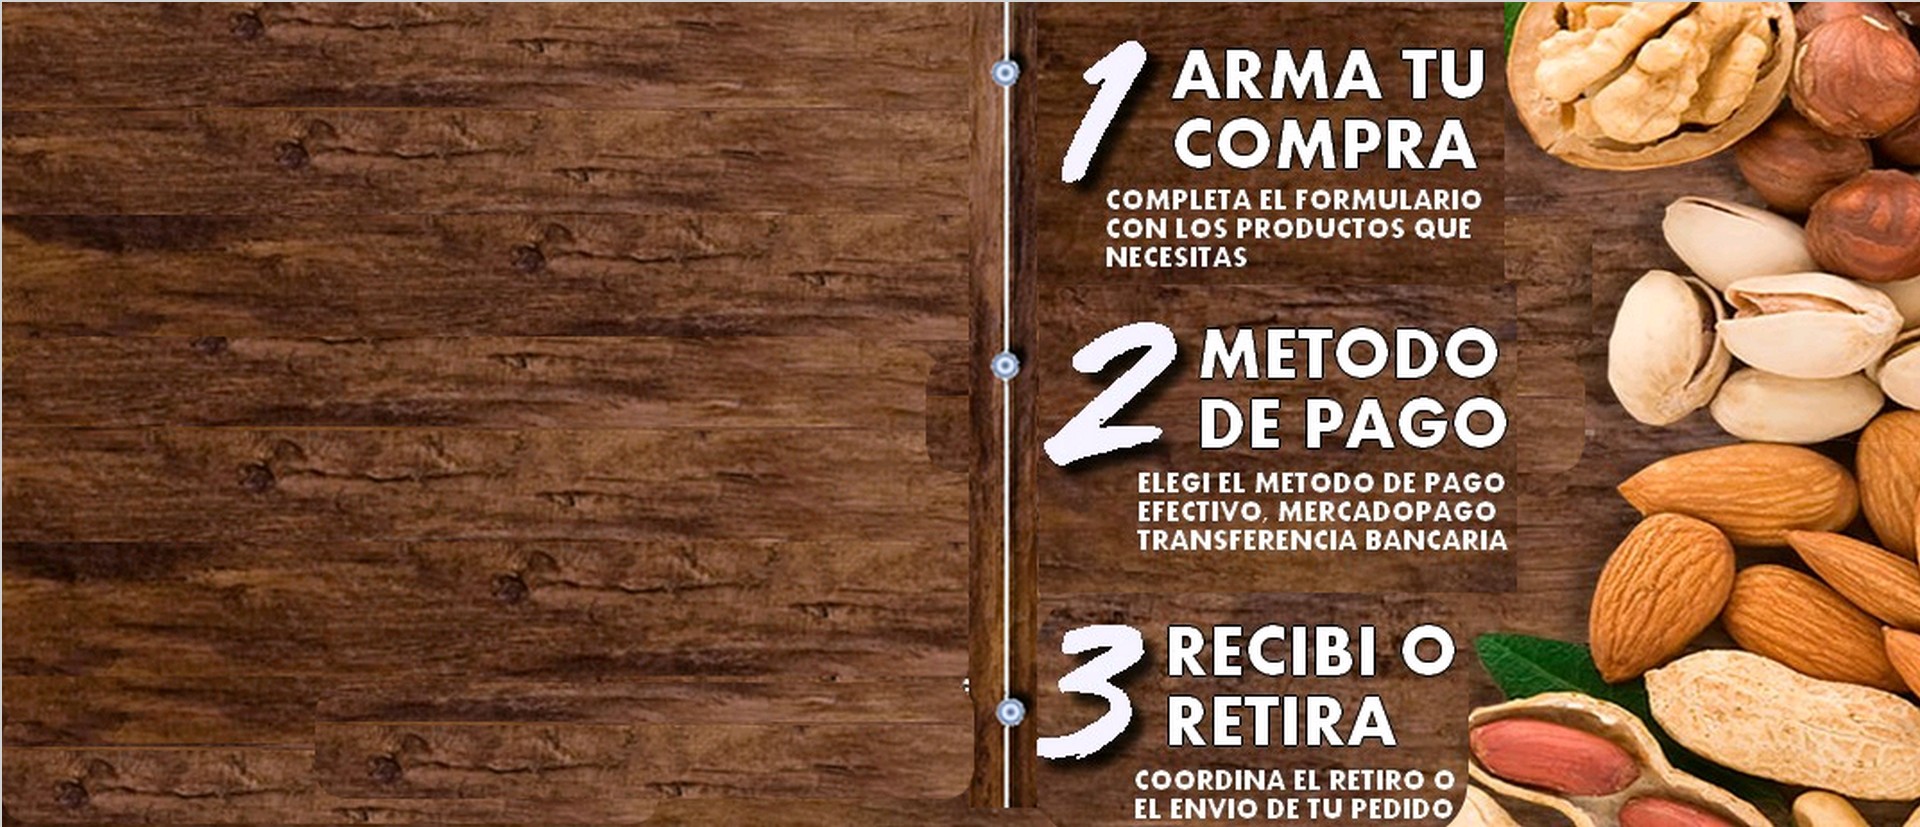 1 ARMA TU
COMPRA
COMPLETA EL FORMULARIO
CON LOS PRODUCTOS QUE
NECESITAS
2 METODO
DE PAGO
ELEGI EL METODO DE PAGO
EFECTIVO, MERCADOPAGO
TRANSFERENCIA BANCARIA
3 RECIBI O
RETIRA
COORDINA EL RETIRO O
EL ENVIO DE TU PEDIDO